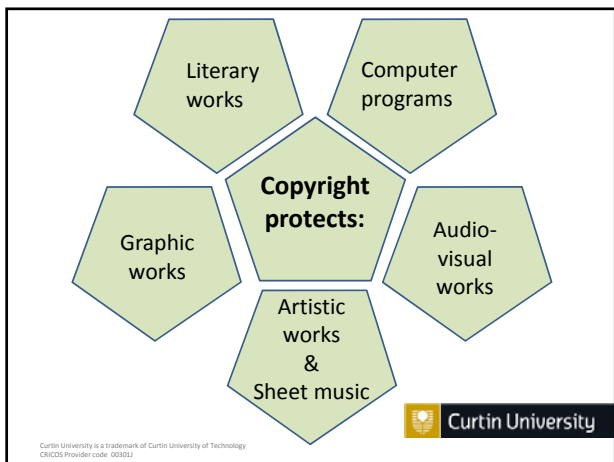 Literary
works
Computer
programs
Copyright
protects:
Graphic
works
Audio-
visual
works
Artistic
works
&
Sheet music
Curtin University
Curtin University is a trademark of Curtin University of Technology
CRICOS Provider code 00301J